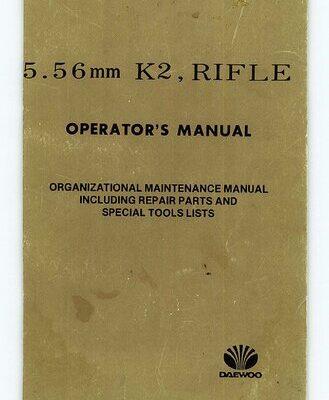 5.56mm K2, RIFLE
OPERATOR'S MANUAL
ORGANIZATIONAL MAINTENANCE MANUAL
INCLUDING REPAIR PARTS AND
SPECIAL TOOLS LISTS
DAEWOO